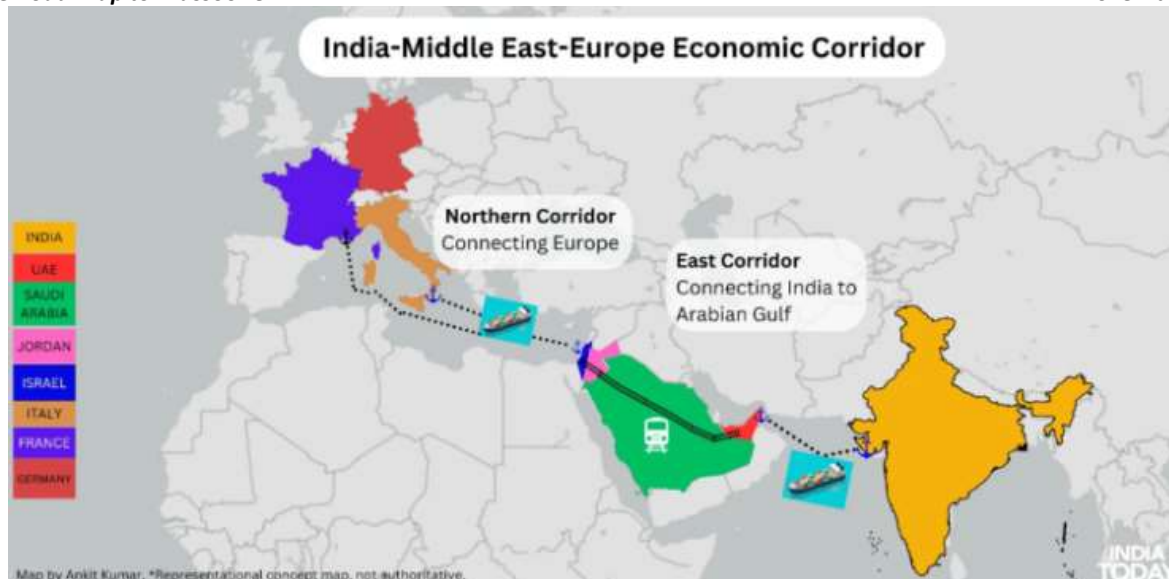 India-Middle East-Europe Economic Corridor
Northern Corridor
Connecting Europe
East Corridor
Connecting India to
Arabian Gulf
INDIA
UAE
SAUDI
ARABIA
JORDAN
ISRAEL
ITALY
FRANCE
GERMANY
Map by Ankit Kumar. *Representational concept map, not authoritative.
INDIA
TODAY